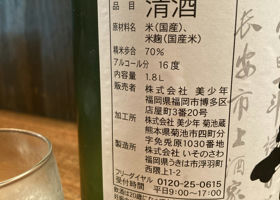 清酒
原材料名 米(国産)、
米麹(国産米)
精米歩合 70%
アルコール分 16度
内容量 1.8L
販売者 株式会社 美少年
福岡県福岡市博多区
店屋町3番20号
加工所 株式会社 美少年 菊池蔵
熊本県菊池市四町分
字免兎原1030番地
製造所 株式会社 いそのさわ
福岡県うきは市浮羽町
西隈上1-2
フリーダイヤル 0120-25-0615
受付時間 平日9:00〜17:00
長安市上酒家